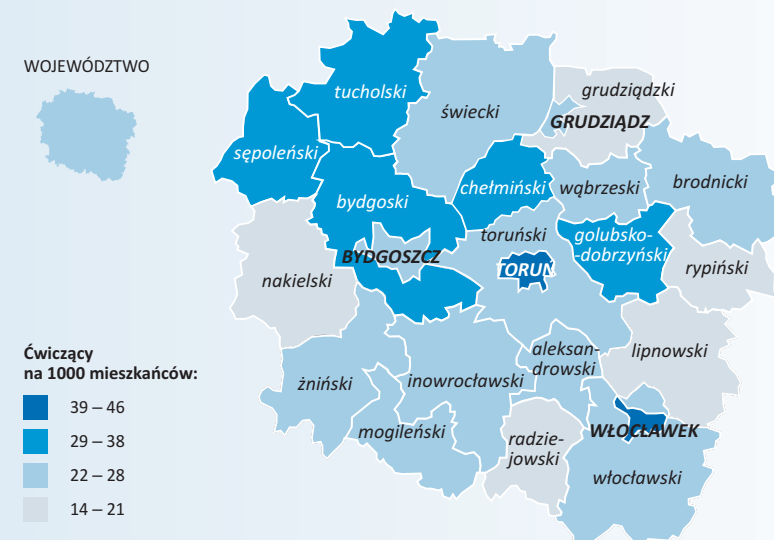 WOJEWÓDZTWO
grudziądzki
tucholski
świecki
GRUDZIĄDZ
sępoleński
chełmiński
wąbrzeski
brodnicki
bydgoski
toruński
golubsko-
-dobrzyński
BYDGOSZCZ
TORUŃ
rypiński
nakielski
aleksan-
drowski
lipnowski
żniński
inowrocławski
mogileński
radzie-
jowski
WŁOCŁAWEK
włocławski
Ćwiczący
na 1000 mieszkańców:
39 – 46
29 – 38
22 – 28
14 – 21